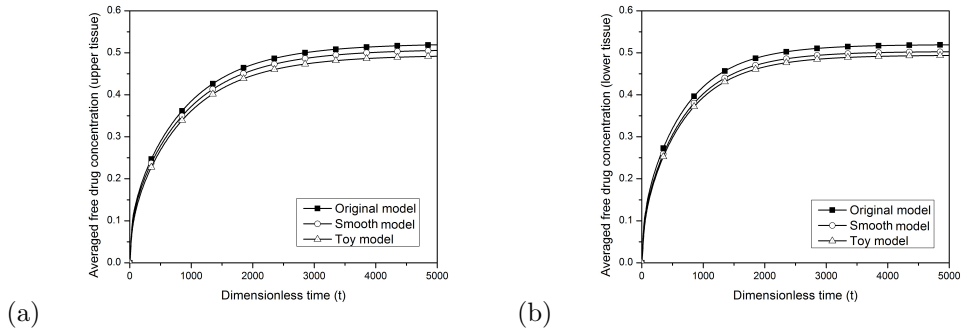 Averaged free drug concentration (upper tissue)
0.6
0.5
0.4
0.3
0.2
0.1
0.0
Original model
Smooth model
Toy model
0 1000 2000 3000 4000 5000
Dimensionless time (t)
(a)
Averaged free drug concentration (lower tissue)
0.6
0.5
0.4
0.3
0.2
0.1
0.0
Original model
Smooth model
Toy model
0 1000 2000 3000 4000 5000
Dimensionless time (t)
(b)